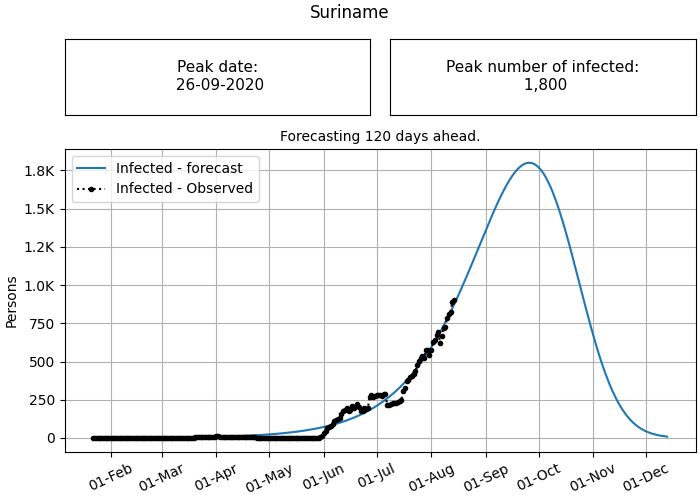 Suriname
Peak date:
26-09-2020
Peak number of infected:
1,800
Forecasting 120 days ahead.
Infected - forecast
Infected - Observed
1.8K
1.5K
1.2K
1.0K
750
500
250
0
Persons
01-Feb
01-Mar
01-Apr
01-May
01-Jun
01-Jul
01-Aug
01-Sep
01-Oct
01-Nov
01-Dec